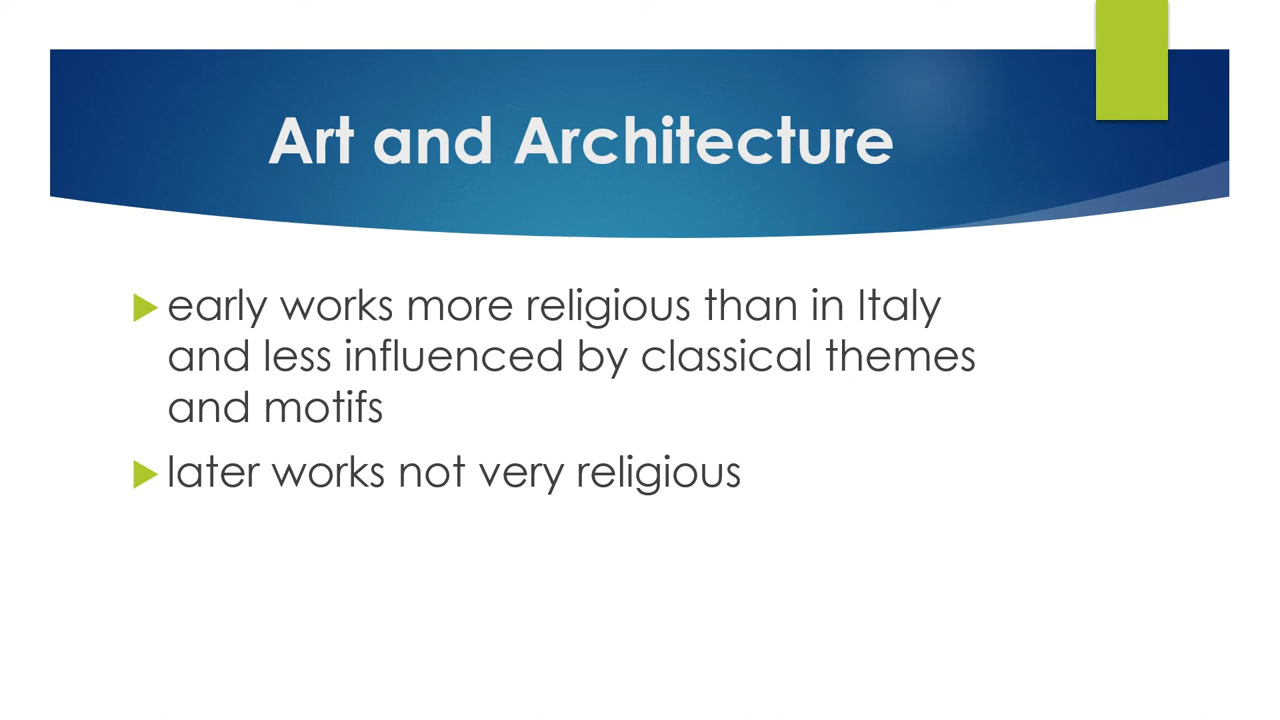 Art and Architecture
early works more religious than in Italy
and less influenced by classical themes
and motifs
later works not very religious